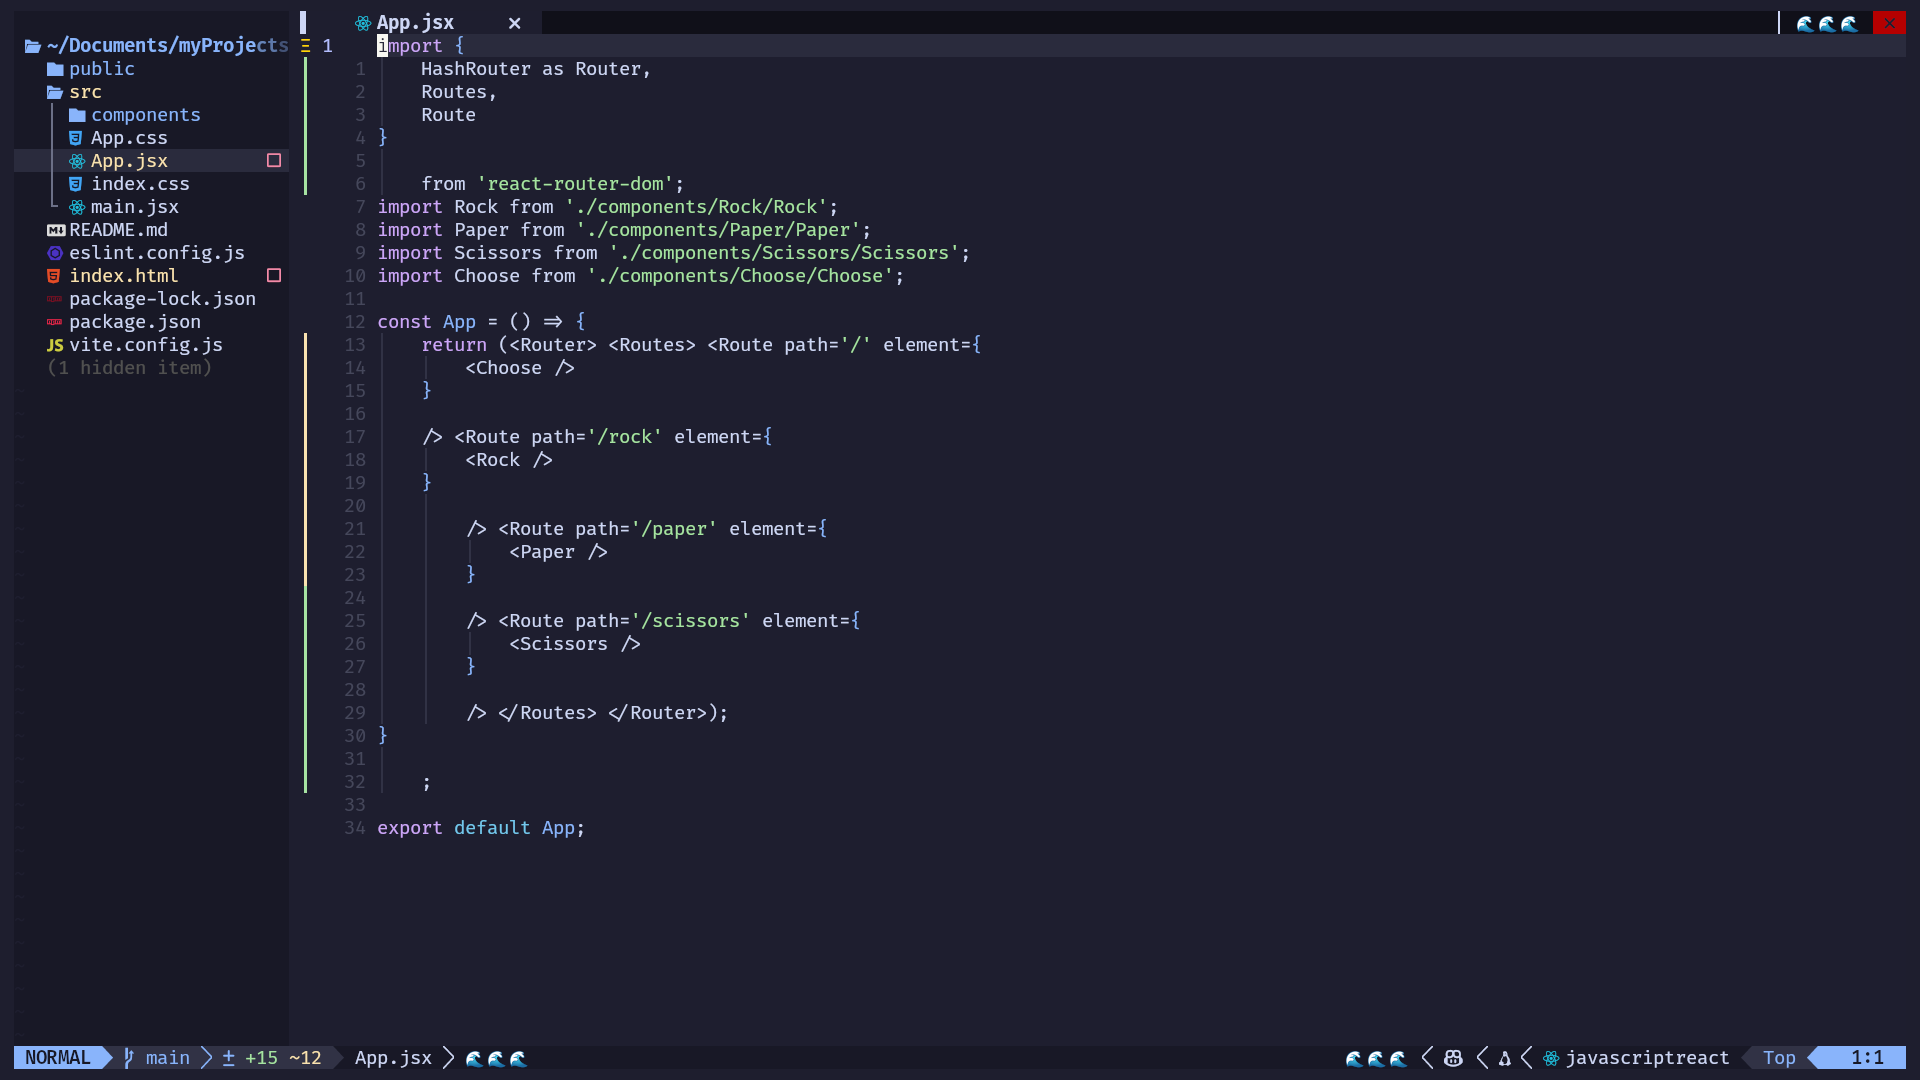 App.jsx ×
~/Documents/myProjects
public
src
components
App.css
App.jsx
index.css
main.jsx
README.md
eslint.config.js
index.html
package-lock.json
package.json
JS vite.config.js
(1 hidden item)
1 import {
1 HashRouter as Router,
2 Routes,
3 Route
4 }
5
6 from 'react-router-dom';
7 import Rock from './components/Rock/Rock';
8 import Paper from './components/Paper/Paper';
9 import Scissors from './components/Scissors/Scissors';
10 import Choose from './components/Choose/Choose';
11
12 const App = () => {
13 return (<Router> <Routes> <Route path='/' element={
14 <Choose />
15 }
16
17 /> <Route path='/rock' element={
18 <Rock />
19 }
20
21 /> <Route path='/paper' element={
22 <Paper />
23 }
24
25 /> <Route path='/scissors' element={
26 <Scissors />
27 }
28
29 /> </Routes> </Router>);
30 }
31
32 ;
33
34 export default App;
NORMAL main ± +15 ~12 App.jsx javascriptreact Top 1:1